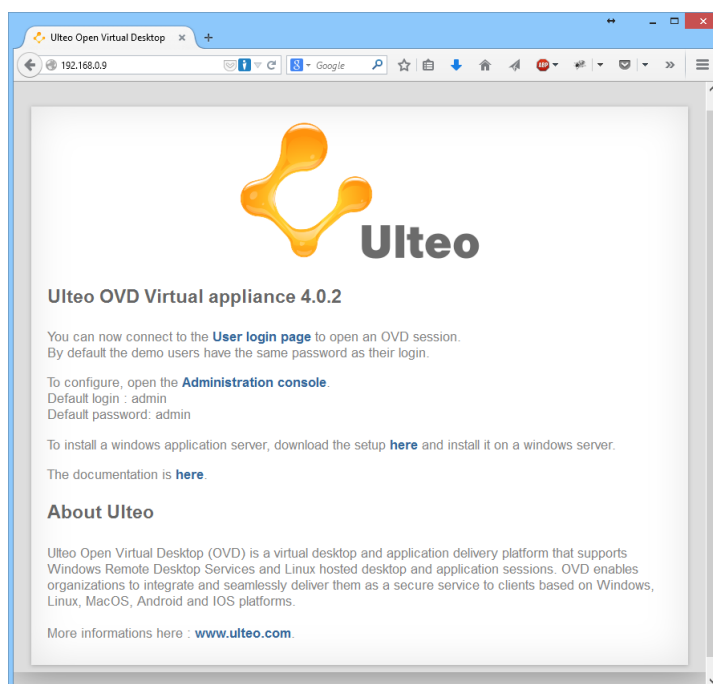 Ulteo Open Virtual Desktop
192.168.0.9
Google
ABP
Ulteo
Ulteo OVD Virtual appliance 4.0.2
You can now connect to the User login page to open an OVD session.
By default the demo users have the same password as their login.
To configure, open the Administration console.
Default login : admin
Default password: admin
To install a windows application server, download the setup here and install it on a windows server.
The documentation is here.
About Ulteo
Ulteo Open Virtual Desktop (OVD) is a virtual desktop and application delivery platform that supports
Windows Remote Desktop Services and Linux hosted desktop and application sessions. OVD enables
organizations to integrate and seamlessly deliver them as a secure service to clients based on Windows,
Linux, MacOS, Android and IOS platforms.
More informations here : www.ulteo.com.